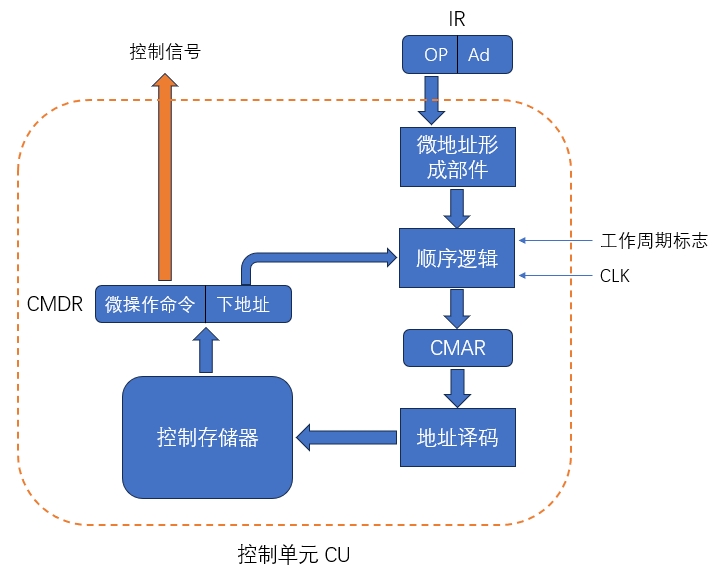 IR
控制信号
OP Ad
微地址形
成部件
顺序逻辑
工作周期标志
CLK
CMDR
微操作命令 下地址
CMAR
控制存储器
地址译码
控制单元 CU